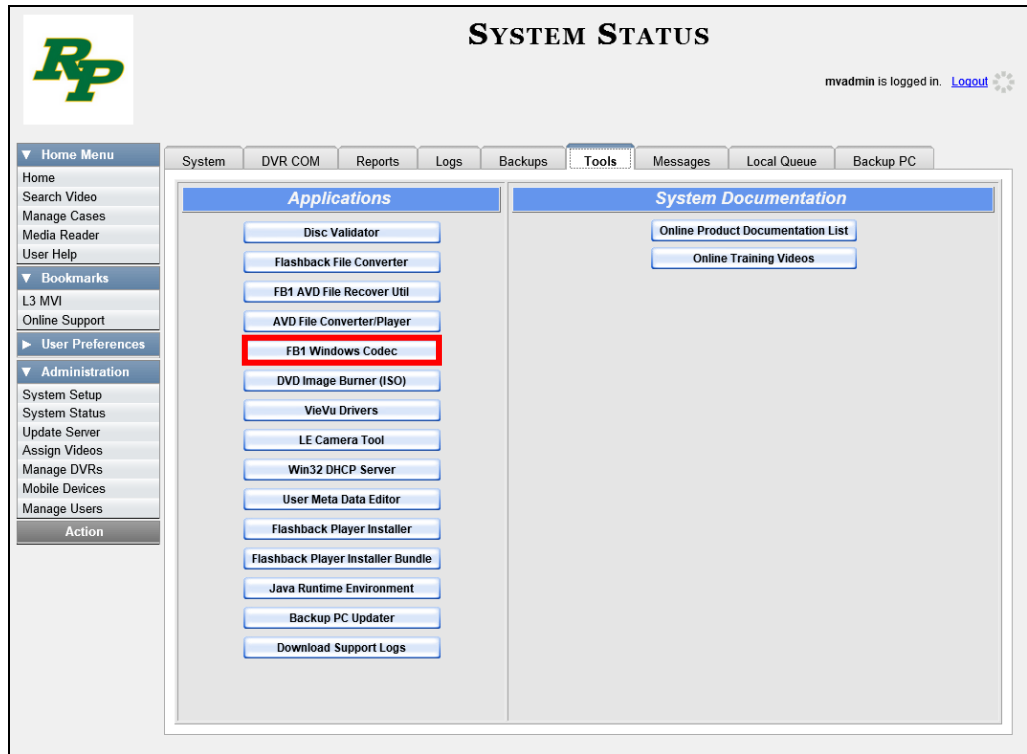 RP
SYSTEM STATUS
mvadmin is logged in. Logout
▼ Home Menu
Home
Search Video
Manage Cases
Media Reader
User Help
▼ Bookmarks
L3 MVI
Online Support
▶ User Preferences
▼ Administration
System Setup
System Status
Update Server
Assign Videos
Manage DVRs
Mobile Devices
Manage Users
Action
System DVR COM Reports Logs Backups Tools Messages Local Queue Backup PC
Applications
Disc Validator
Flashback File Converter
FB1 AVD File Recover Util
AVD File Converter/Player
FB1 Windows Codec
DVD Image Burner (ISO)
VieVu Drivers
LE Camera Tool
Win32 DHCP Server
User Meta Data Editor
Flashback Player Installer
Flashback Player Installer Bundle
Java Runtime Environment
Backup PC Updater
Download Support Logs
System Documentation
Online Product Documentation List
Online Training Videos